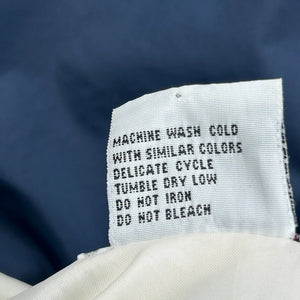 MACHINE WASH COLD
WITH SIMILAR COLORS
DELICATE CYCLE
TUMBLE DRY LOW
DO NOT IRON
DO NOT BLEACH